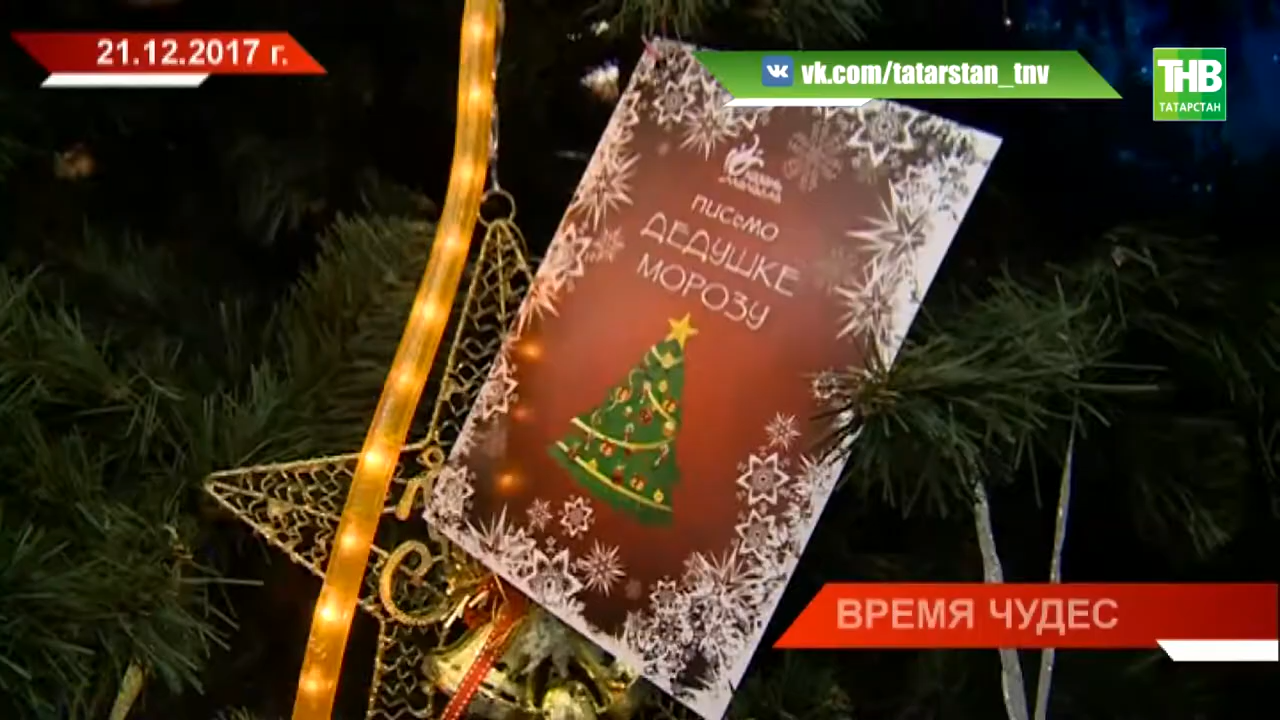 21.12.2017 г.
vk.com/tatarstan_tnv
ТНВ
ТАТАРСТАН
письмо
ДЕДУШКЕ
МОРОЗУ
ВРЕМЯ ЧУДЕС